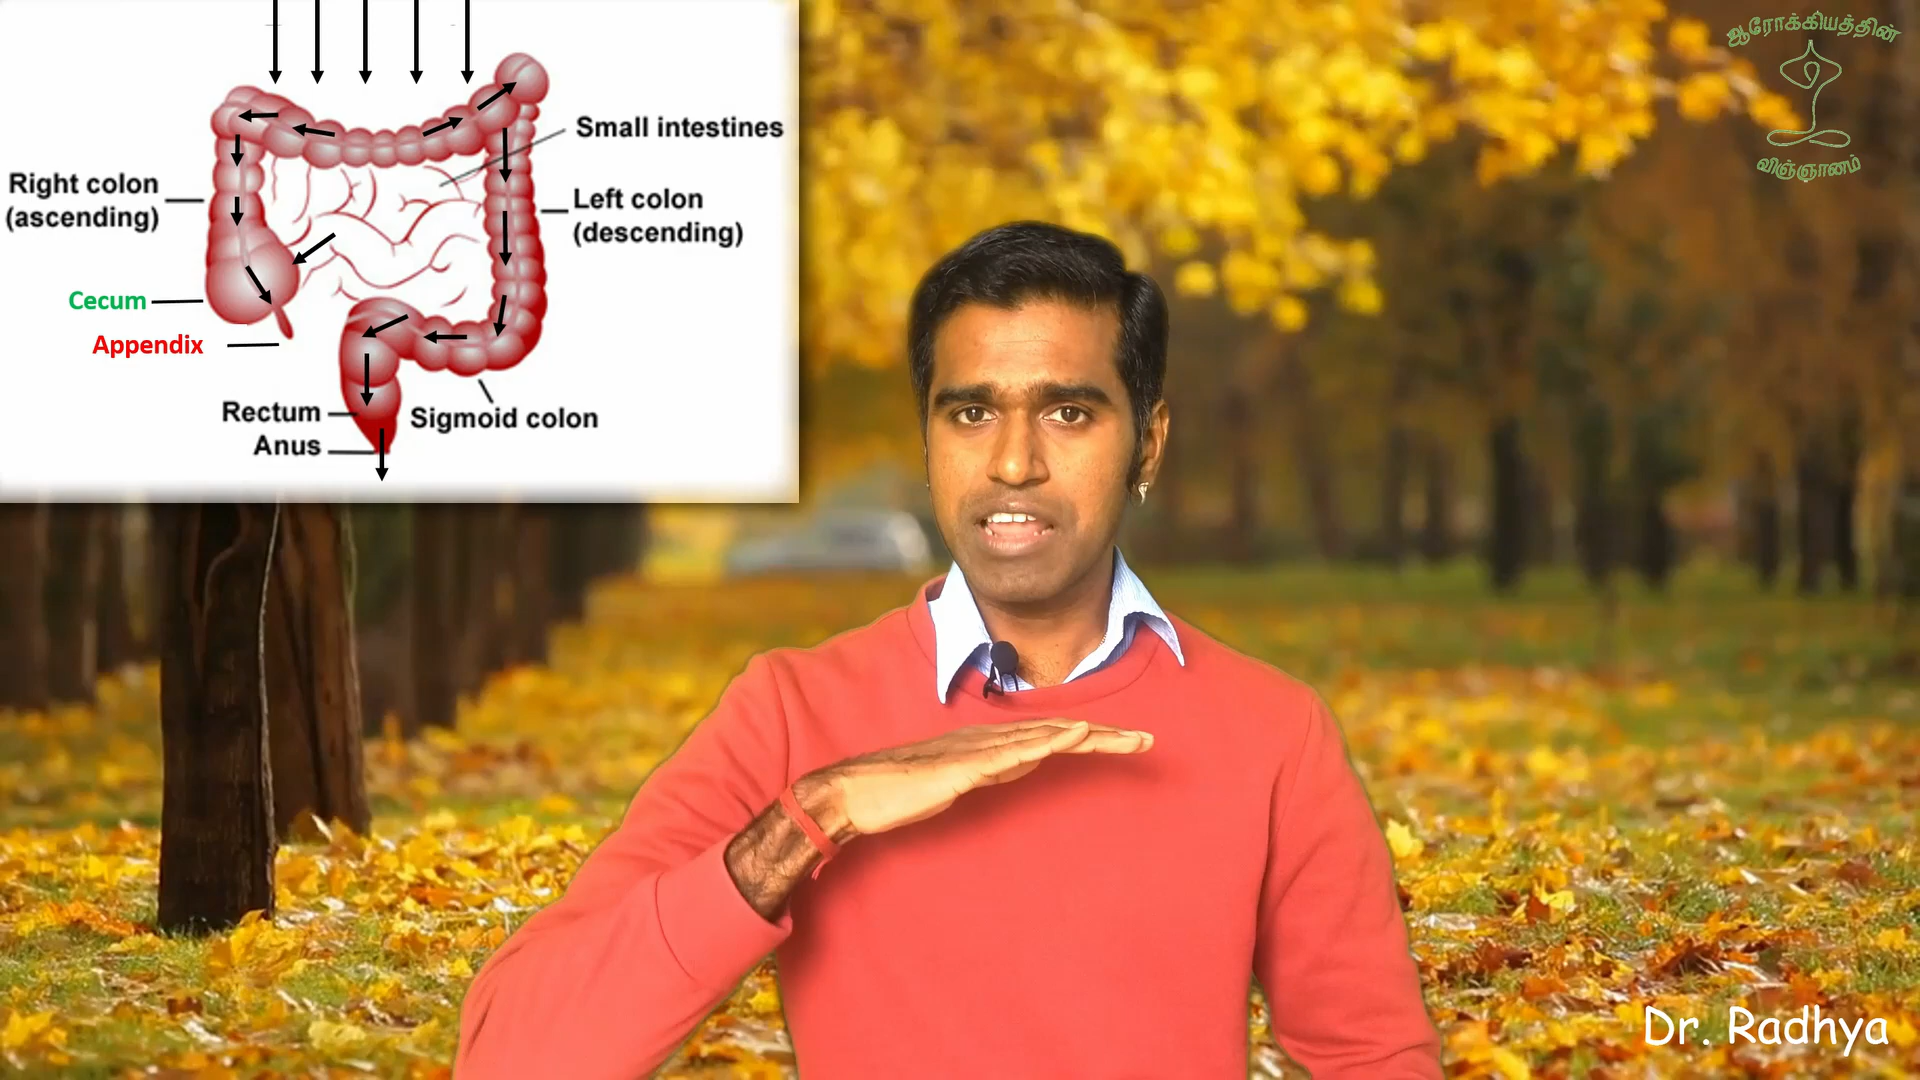 Small intestines
Right colon
(ascending)
Left colon
(descending)
Cecum
Appendix
Rectum
Anus
Sigmoid colon
ஆரோக்கியத்தின்
விஞ்ஞானம்
Dr. Radhya